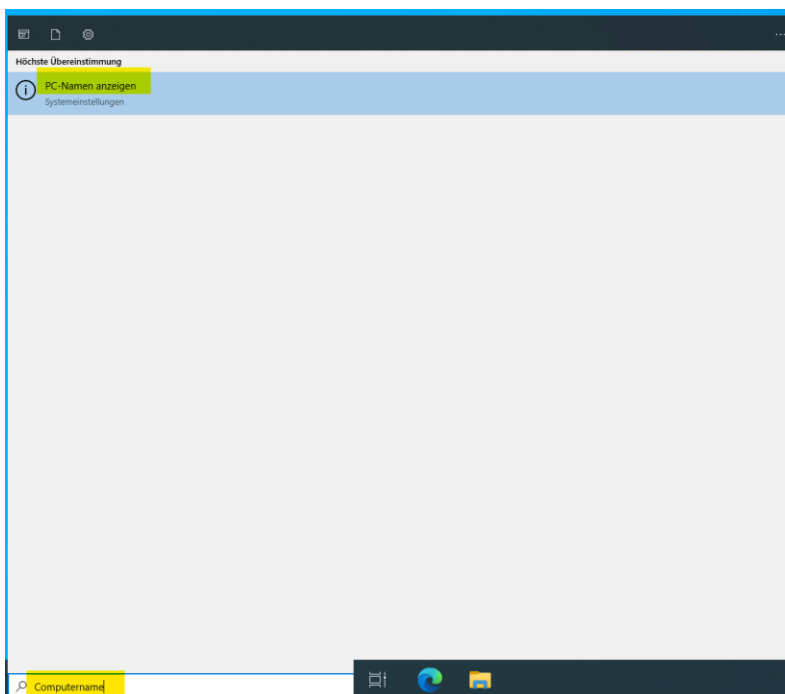 Höchste Übereinstimmung
PC-Namen anzeigen
Systemeinstellungen
Computername